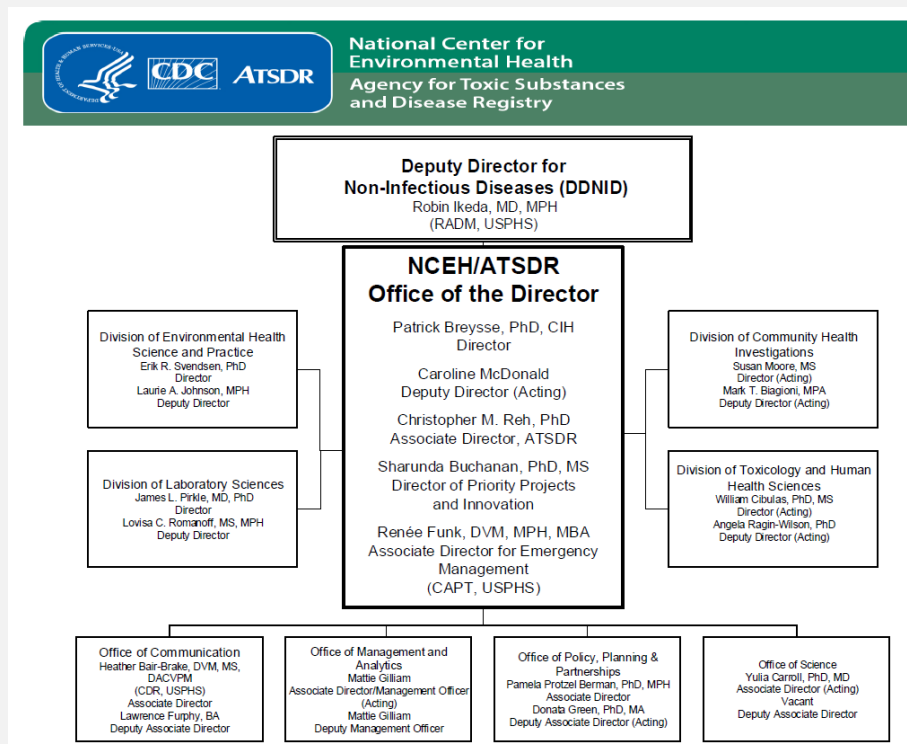 DEPARTMENT OF HEALTH & HUMAN SERVICES·USA
CDC
ATSDR
National Center for
Environmental Health
Agency for Toxic Substances
and Disease Registry
Deputy Director for
Non-Infectious Diseases (DDNID)
Robin Ikeda, MD, MPH
(RADM, USPHS)
NCEH/ATSDR
Office of the Director
Patrick Breysse, PhD, CIH
Director
Caroline McDonald
Deputy Director (Acting)
Christopher M. Reh, PhD
Associate Director, ATSDR
Sharunda Buchanan, PhD, MS
Director of Priority Projects
and Innovation
Renée Funk, DVM, MPH, MBA
Associate Director for Emergency
Management
(CAPT, USPHS)
Division of Environmental Health
Science and Practice
Erik R. Svendsen, PhD
Director
Laurie A. Johnson, MPH
Deputy Director
Division of Laboratory Sciences
James L. Pirkle, MD, PhD
Director
Lovisa C. Romanoff, MS, MPH
Deputy Director
Division of Community Health
Investigations
Susan Moore, MS
Director (Acting)
Mark T. Biagioni, MPA
Deputy Director (Acting)
Division of Toxicology and Human
Health Sciences
William Cibulas, PhD, MS
Director (Acting)
Angela Ragin-Wilson, PhD
Deputy Director (Acting)
Office of Communication
Heather Bair-Brake, DVM, MS,
DACVPM
(CDR, USPHS)
Associate Director
Lawrence Furphy, BA
Deputy Associate Director
Office of Management and
Analytics
Mattie Gilliam
Associate Director/Management Officer
(Acting)
Mattie Gilliam
Deputy Management Officer
Office of Policy, Planning &
Partnerships
Pamela Protzel Berman, PhD, MPH
Associate Director
Donata Green, PhD, MA
Deputy Associate Director (Acting)
Office of Science
Yulia Carroll, PhD, MD
Associate Director (Acting)
Vacant
Deputy Associate Director